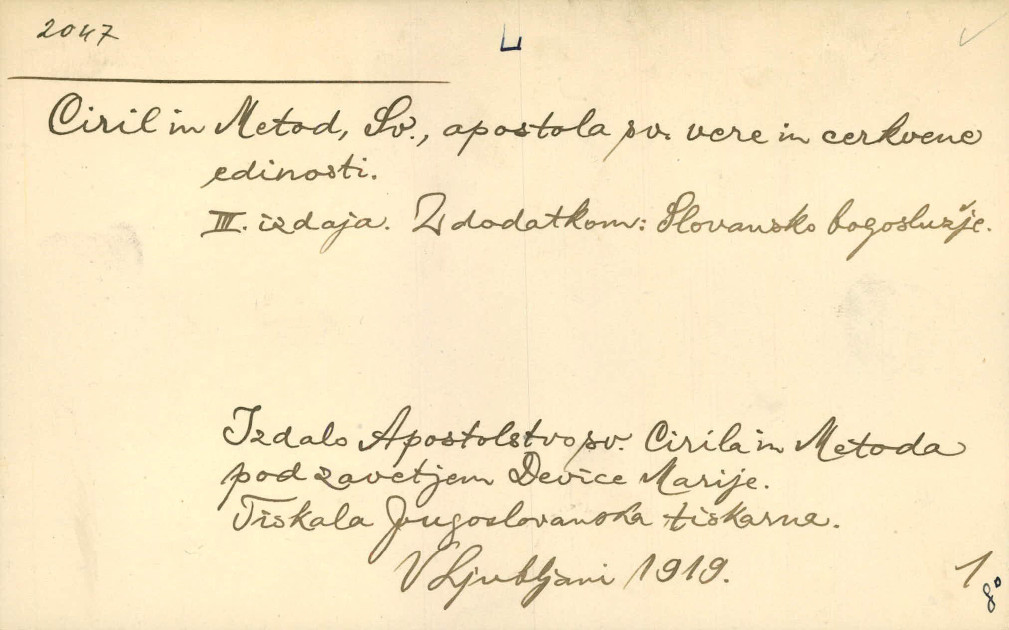 2047
L
Ciril in Metod, Sv., apostola sv. vere in cerkvene
edinosti.
III. izdaja. Z dodatkom: Slovansko bogoslužje.
Izdalo Apostolstvo sv. Cirila in Metoda
pod zavetjem Device Marije.
Tiskala Jugoslovanska tiskarna.
V Ljubljani 1919.
1
8°